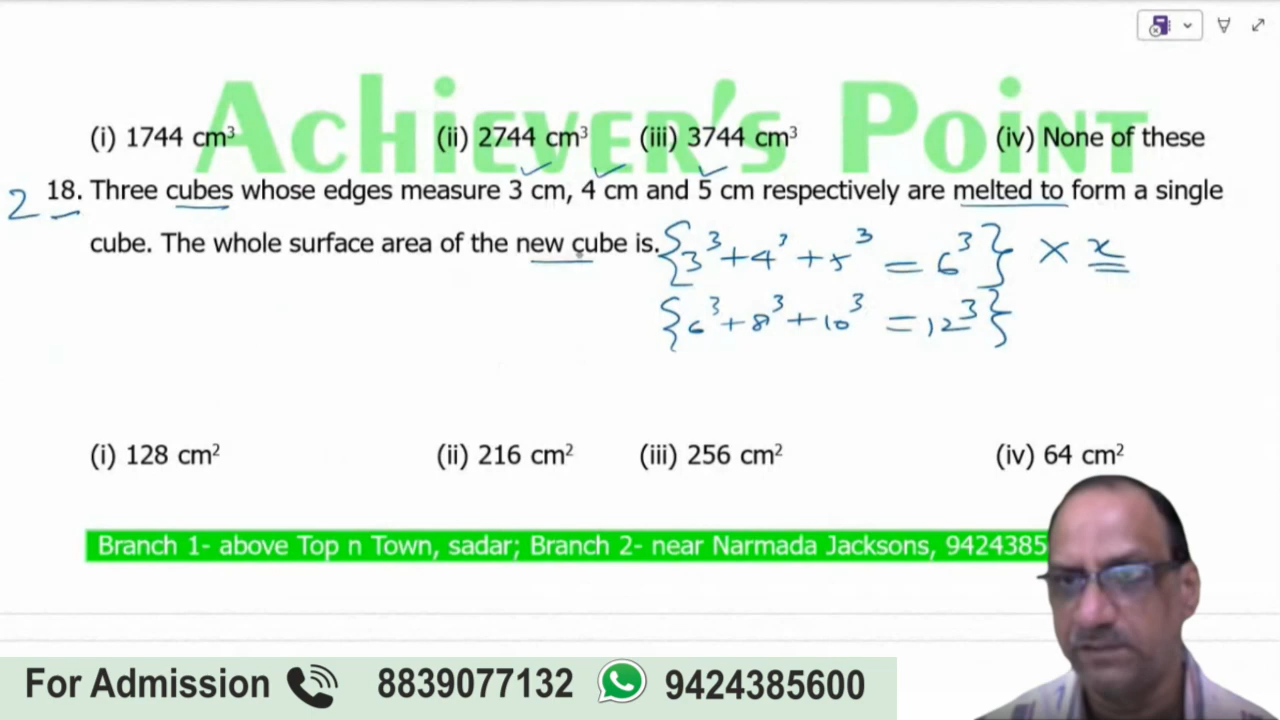 AcHiever's Point
(i) 1744 cm³ (ii) 2744 cm³ (iii) 3744 cm³ (iv) None of these
2 18. Three cubes whose edges measure 3 cm, 4 cm and 5 cm respectively are melted to form a single
cube. The whole surface area of the new cube is. {3³+4³+5³ = 6³} × x
{6³+8³+10³ = 12³}
(i) 128 cm² (ii) 216 cm² (iii) 256 cm² (iv) 64 cm²
Branch 1- above Top n Town, sadar; Branch 2- near Narmada Jacksons, 9424385
For Admission 8839077132 9424385600